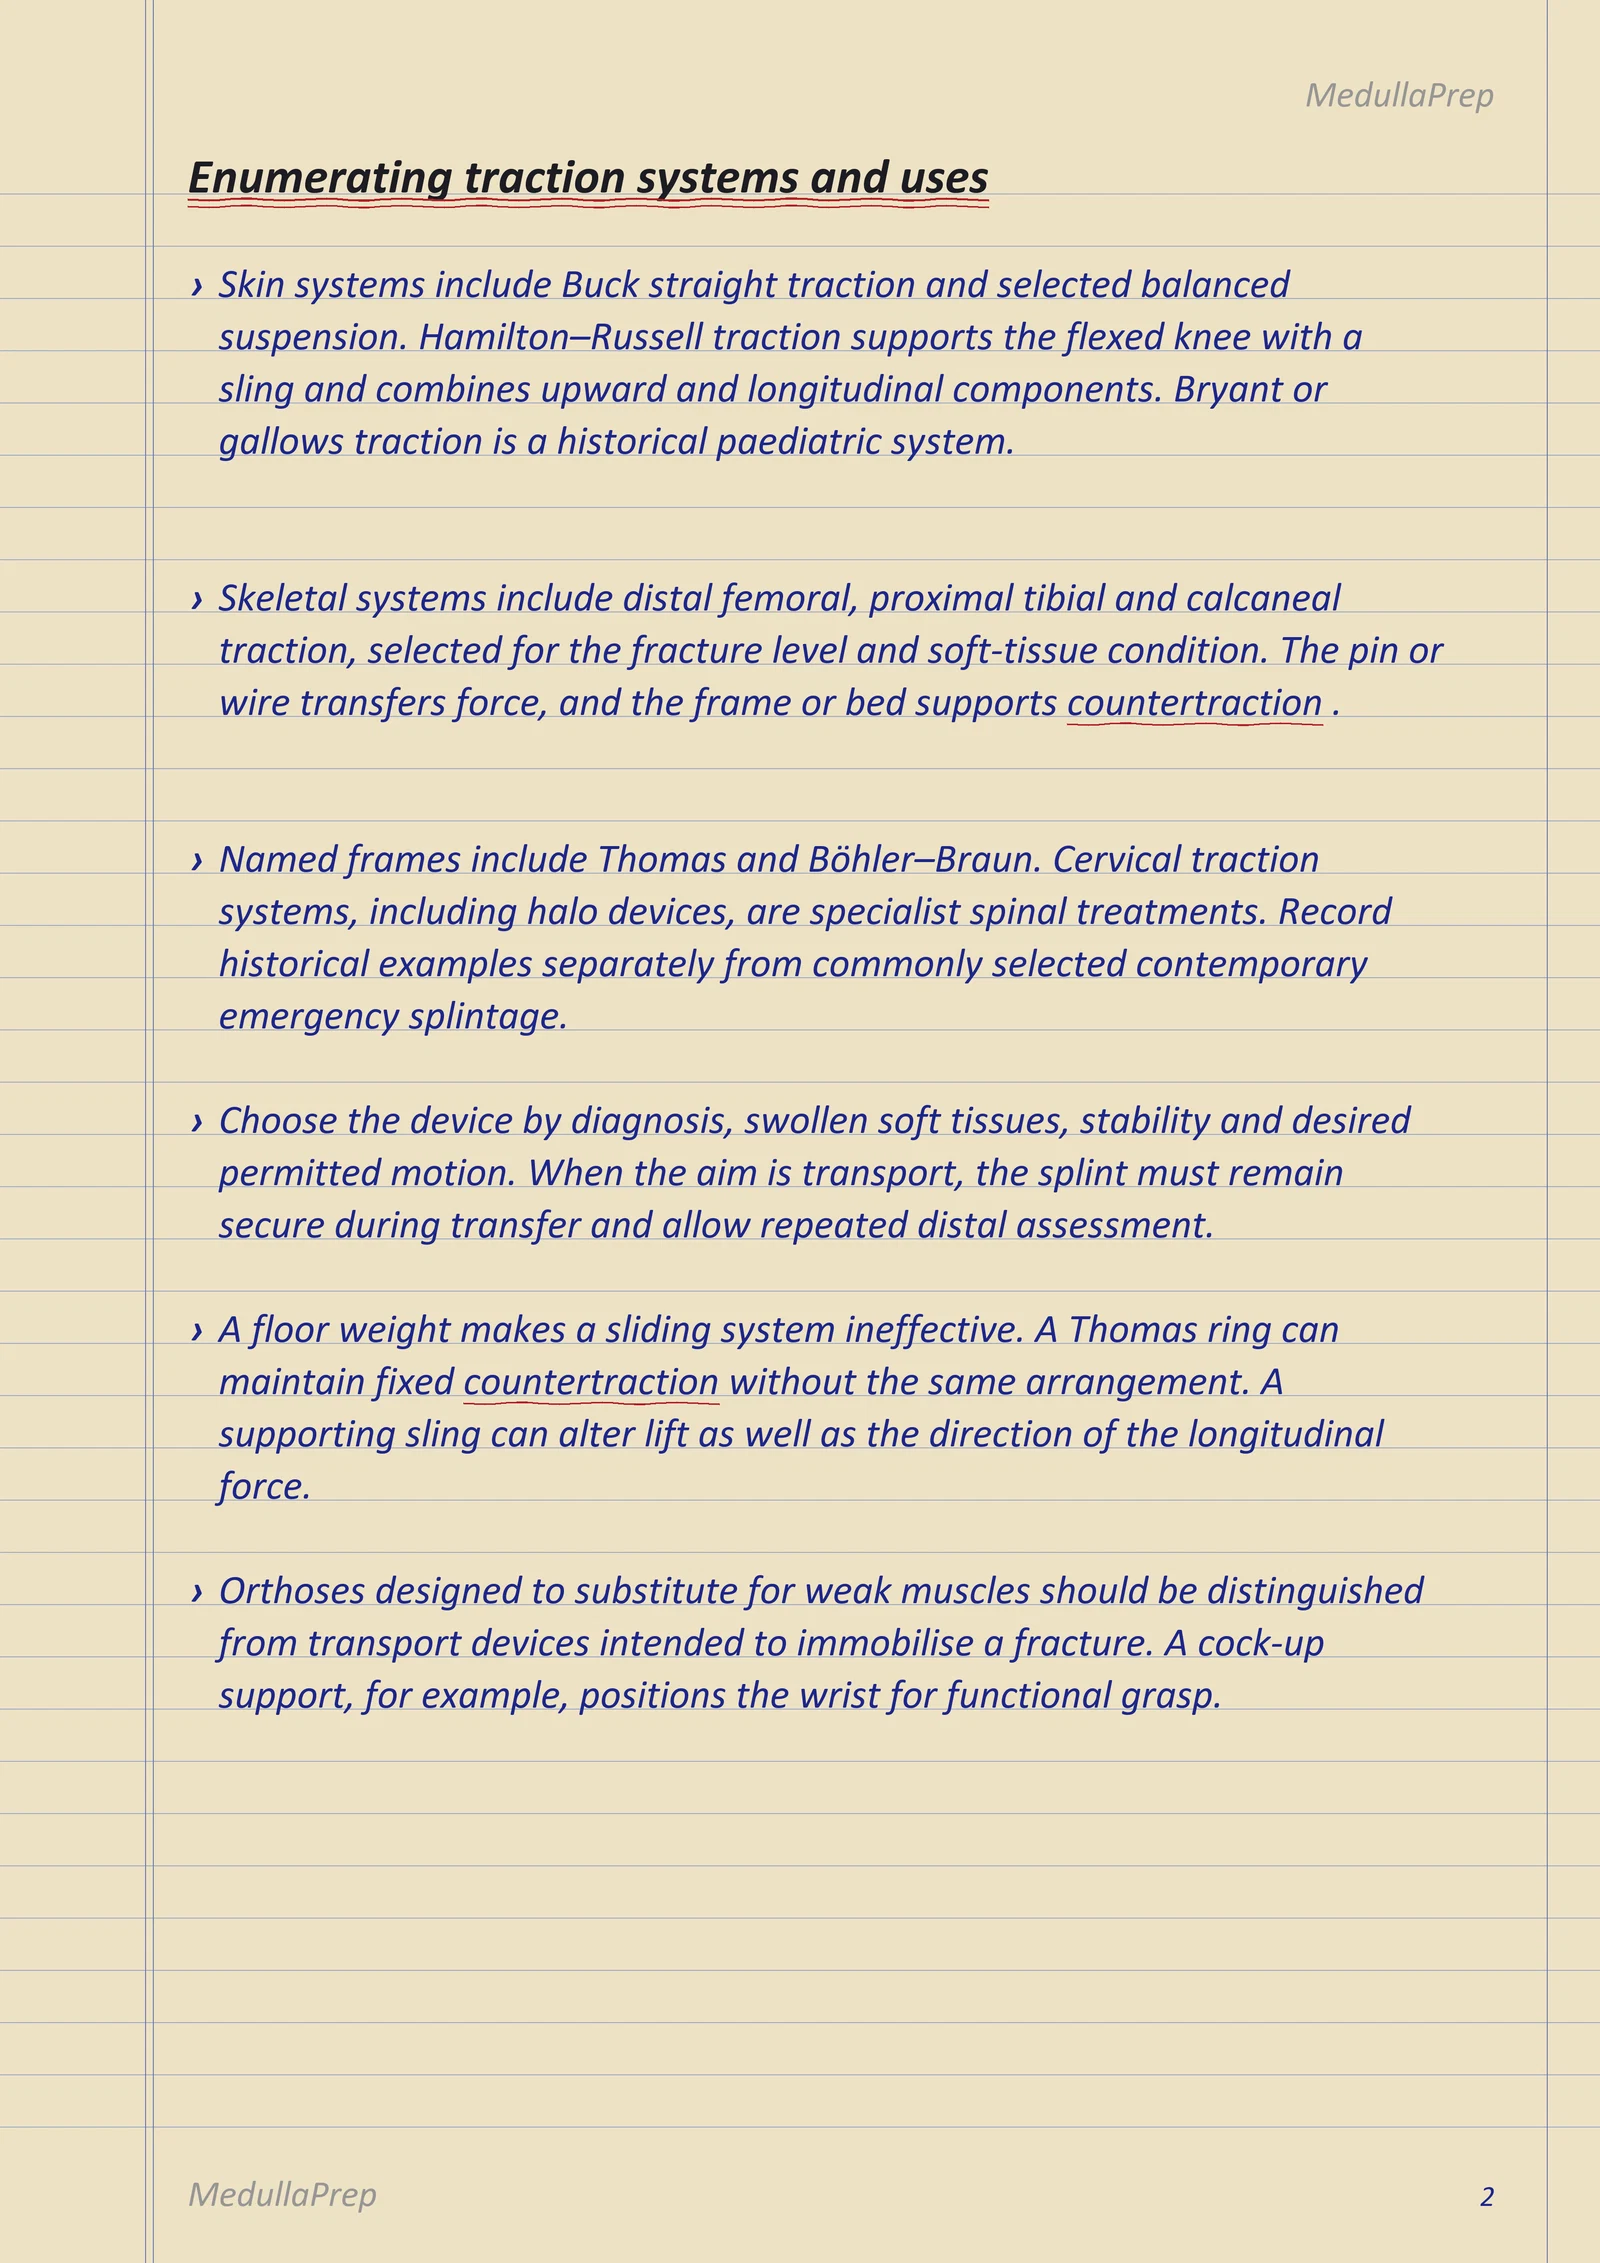 MedullaPrep
Enumerating traction systems and uses
› Skin systems include Buck straight traction and selected balanced
suspension. Hamilton–Russell traction supports the flexed knee with a
sling and combines upward and longitudinal components. Bryant or
gallows traction is a historical paediatric system.
› Skeletal systems include distal femoral, proximal tibial and calcaneal
traction, selected for the fracture level and soft-tissue condition. The pin or
wire transfers force, and the frame or bed supports countertraction .
› Named frames include Thomas and Böhler–Braun. Cervical traction
systems, including halo devices, are specialist spinal treatments. Record
historical examples separately from commonly selected contemporary
emergency splintage.
› Choose the device by diagnosis, swollen soft tissues, stability and desired
permitted motion. When the aim is transport, the splint must remain
secure during transfer and allow repeated distal assessment.
› A floor weight makes a sliding system ineffective. A Thomas ring can
maintain fixed countertraction without the same arrangement. A
supporting sling can alter lift as well as the direction of the longitudinal
force.
› Orthoses designed to substitute for weak muscles should be distinguished
from transport devices intended to immobilise a fracture. A cock-up
support, for example, positions the wrist for functional grasp.
MedullaPrep
2